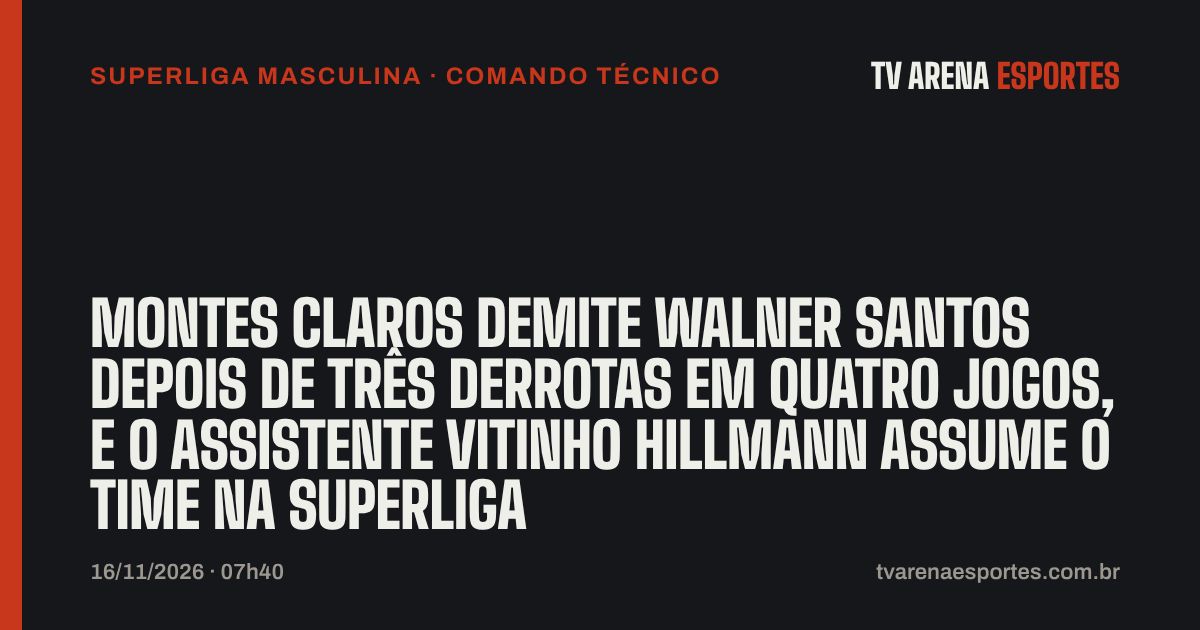 SUPERLIGA MASCULINA · COMANDO TÉCNICO
TV ARENA ESPORTES
MONTES CLAROS DEMITE WALNER SANTOS
DEPOIS DE TRÊS DERROTAS EM QUATRO JOGOS,
E O ASSISTENTE VITINHO HILLMANN ASSUME O
TIME NA SUPERLIGA
16/11/2026 · 07h40
tvarenaesportes.com.br